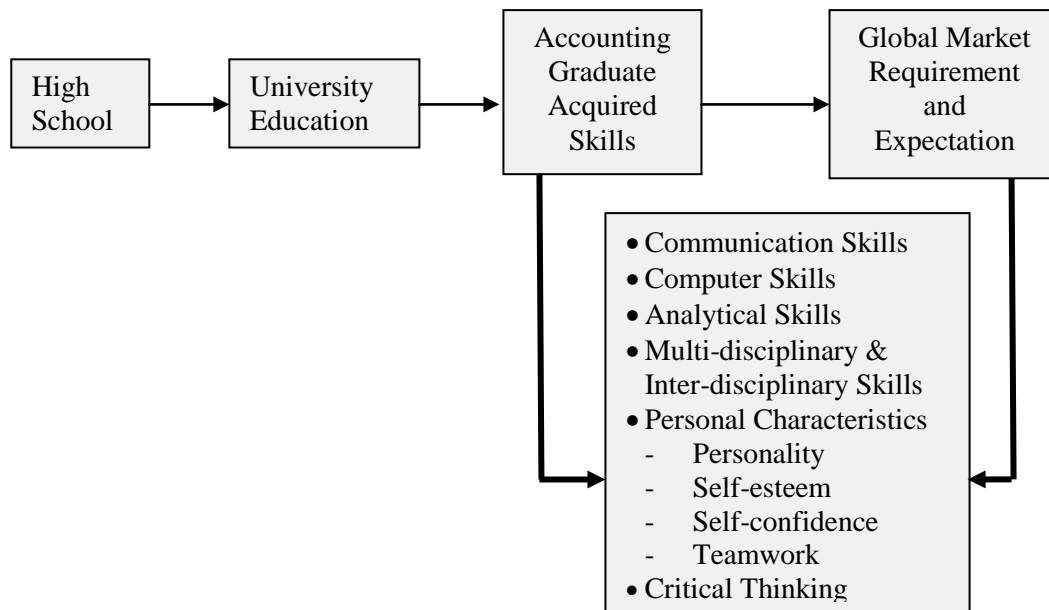 High
School
University
Education
Accounting
Graduate
Acquired
Skills
Global Market
Requirement
and
Expectation
• Communication Skills
• Computer Skills
• Analytical Skills
• Multi-disciplinary &
Inter-disciplinary Skills
• Personal Characteristics
- Personality
- Self-esteem
- Self-confidence
- Teamwork
• Critical Thinking